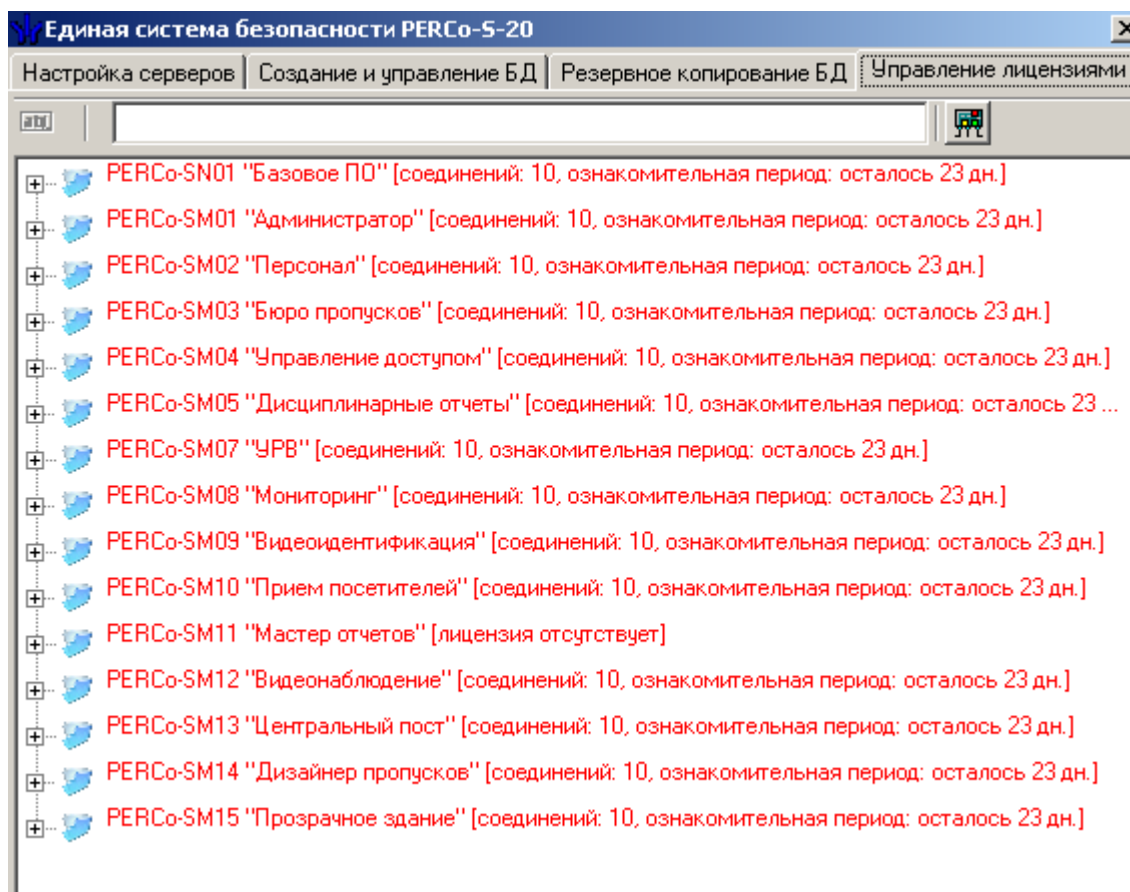 Единая система безопасности PERCo-S-20
Настройка серверов Создание и управление БД Резервное копирование БД Управление лицензиями
ab
PERCo-SN01 "Базовое ПО" [соединений: 10, ознакомительная период: осталось 23 дн.]
PERCo-SM01 "Администратор" [соединений: 10, ознакомительная период: осталось 23 дн.]
PERCo-SM02 "Персонал" [соединений: 10, ознакомительная период: осталось 23 дн.]
PERCo-SM03 "Бюро пропусков" [соединений: 10, ознакомительная период: осталось 23 дн.]
PERCo-SM04 "Управление доступом" [соединений: 10, ознакомительная период: осталось 23 дн.]
PERCo-SM05 "Дисциплинарные отчеты" [соединений: 10, ознакомительная период: осталось 23 ...
PERCo-SM07 "УРВ" [соединений: 10, ознакомительная период: осталось 23 дн.]
PERCo-SM08 "Мониторинг" [соединений: 10, ознакомительная период: осталось 23 дн.]
PERCo-SM09 "Видеоидентификация" [соединений: 10, ознакомительная период: осталось 23 дн.]
PERCo-SM10 "Прием посетителей" [соединений: 10, ознакомительная период: осталось 23 дн.]
PERCo-SM11 "Мастер отчетов" [лицензия отсутствует]
PERCo-SM12 "Видеонаблюдение" [соединений: 10, ознакомительная период: осталось 23 дн.]
PERCo-SM13 "Центральный пост" [соединений: 10, ознакомительная период: осталось 23 дн.]
PERCo-SM14 "Дизайнер пропусков" [соединений: 10, ознакомительная период: осталось 23 дн.]
PERCo-SM15 "Прозрачное здание" [соединений: 10, ознакомительная период: осталось 23 дн.]